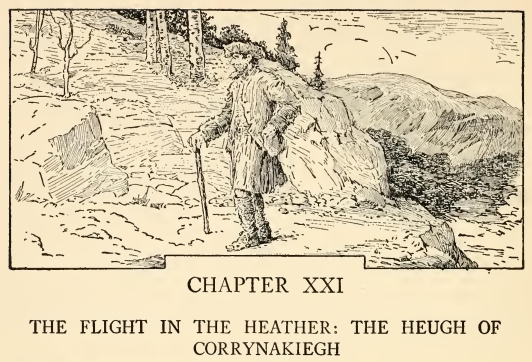 CHAPTER XXI
THE FLIGHT IN THE HEATHER: THE HEUGH OF
CORRYNAKIEGH